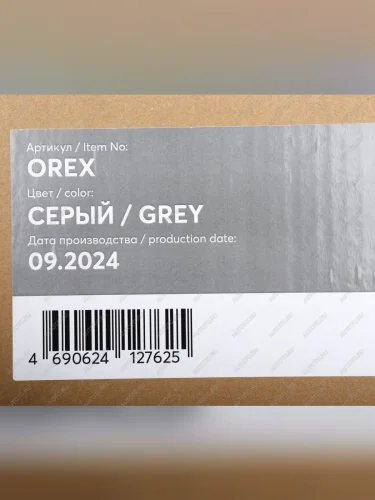 Артикул / Item No:
OREX
Цвет / color:
СЕРЫЙ / GREY
Дата производства / production date:
09.2024
4 690624 127625